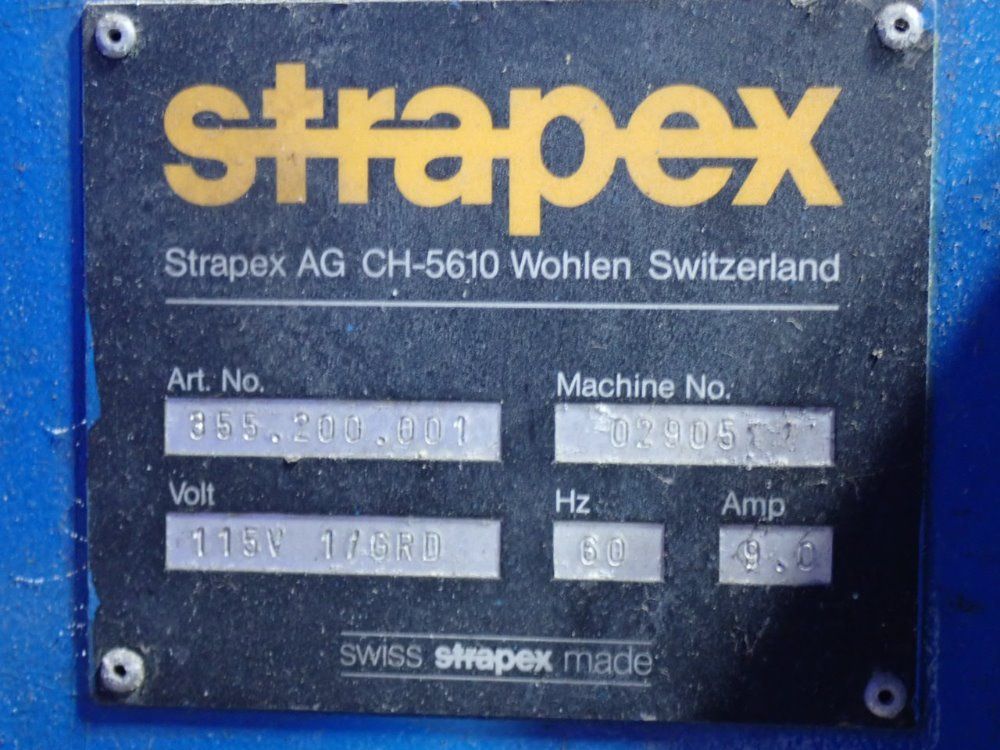 strapex
Strapex AG CH-5610 Wohlen Switzerland
Art. No.
Machine No.
355.200.001
Volt
Hz
Amp
115V 1/GRD
60
9.0
swiss strapex made